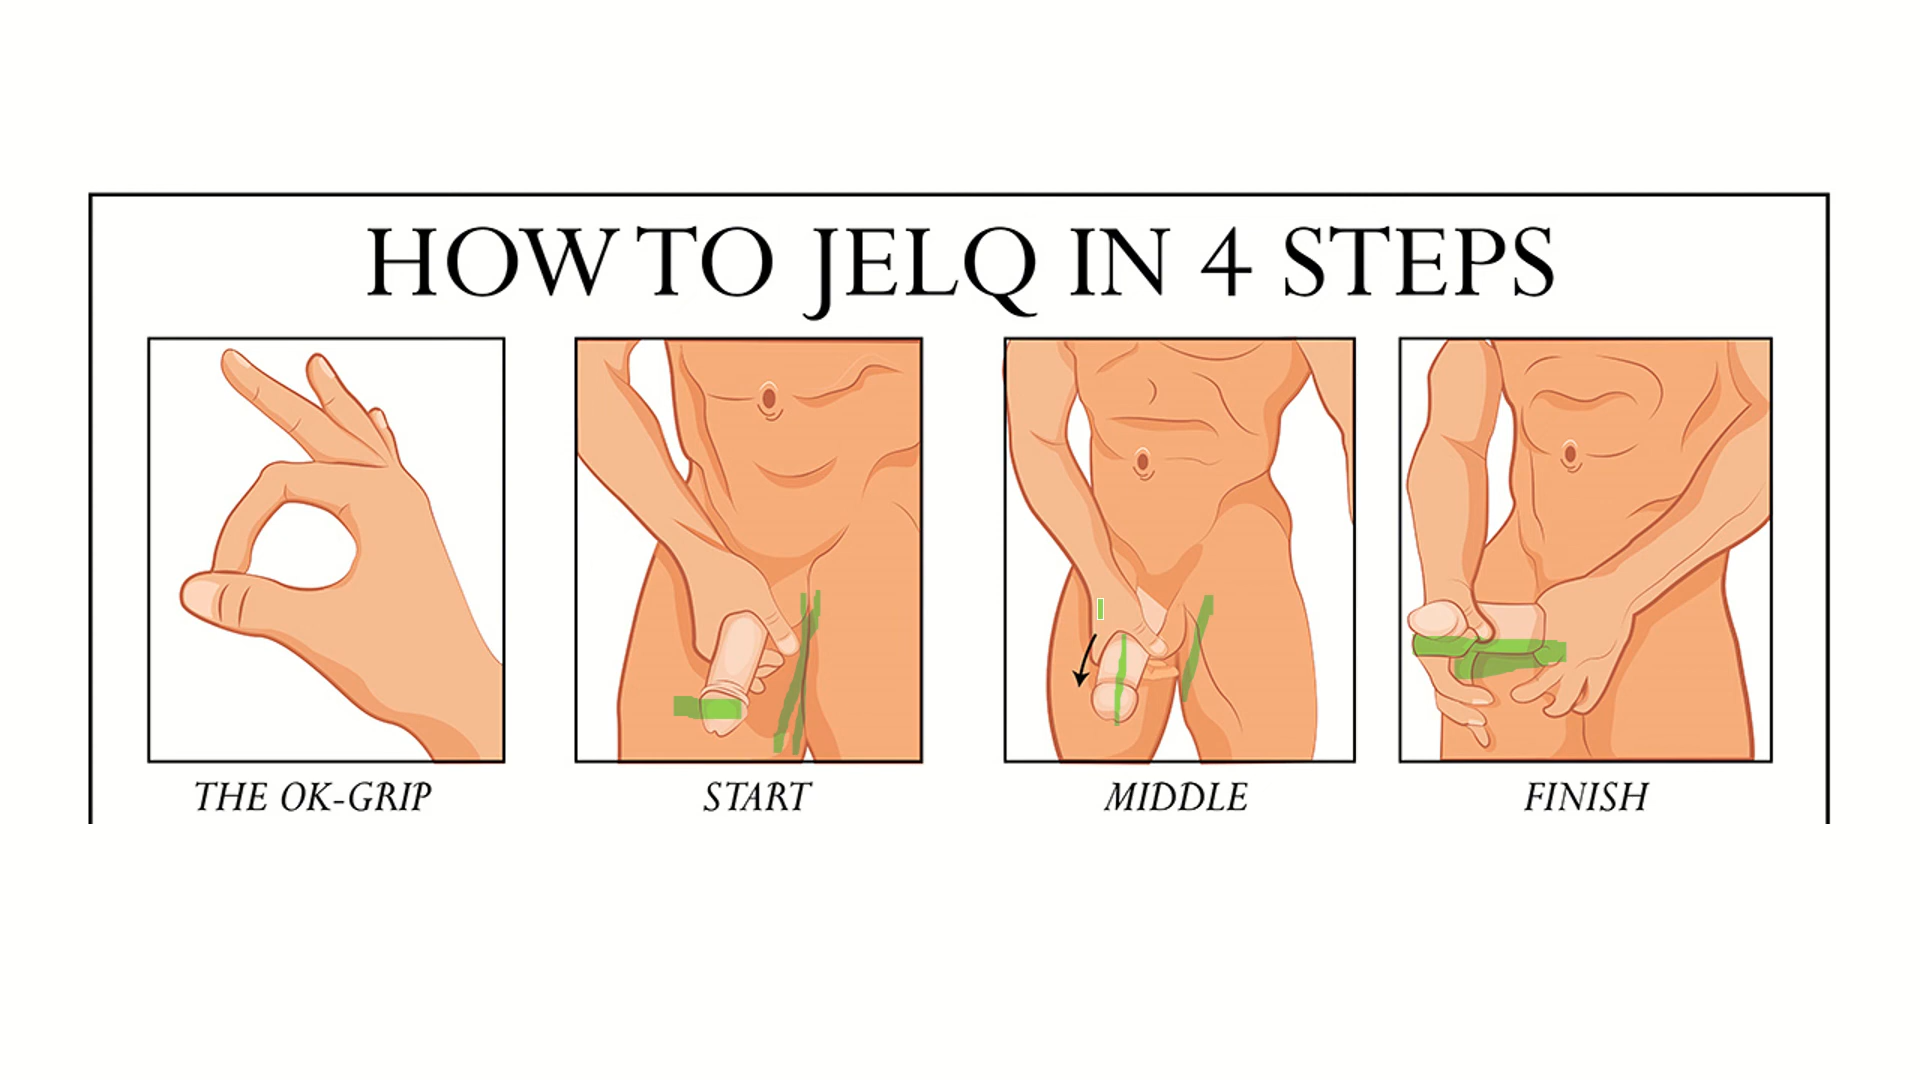 HOW TO JELQ IN 4 STEPS
THE OK-GRIP
START
MIDDLE
FINISH